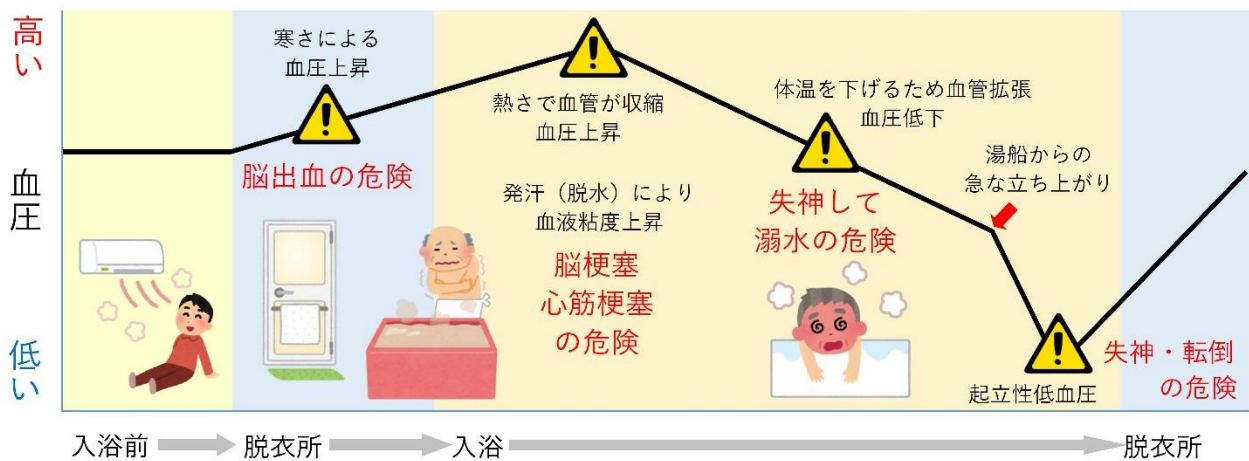 高い
血圧
低い
寒さによる
血圧上昇
脳出血の危険
熱さで血管が収縮
血圧上昇
発汗（脱水）により
血液粘度上昇
脳梗塞
心筋梗塞
の危険
体温を下げるため血管拡張
血圧低下
失神して
溺水の危険
湯船からの
急な立ち上がり
起立性低血圧
失神・転倒
の危険
入浴前
脱衣所
入浴
脱衣所